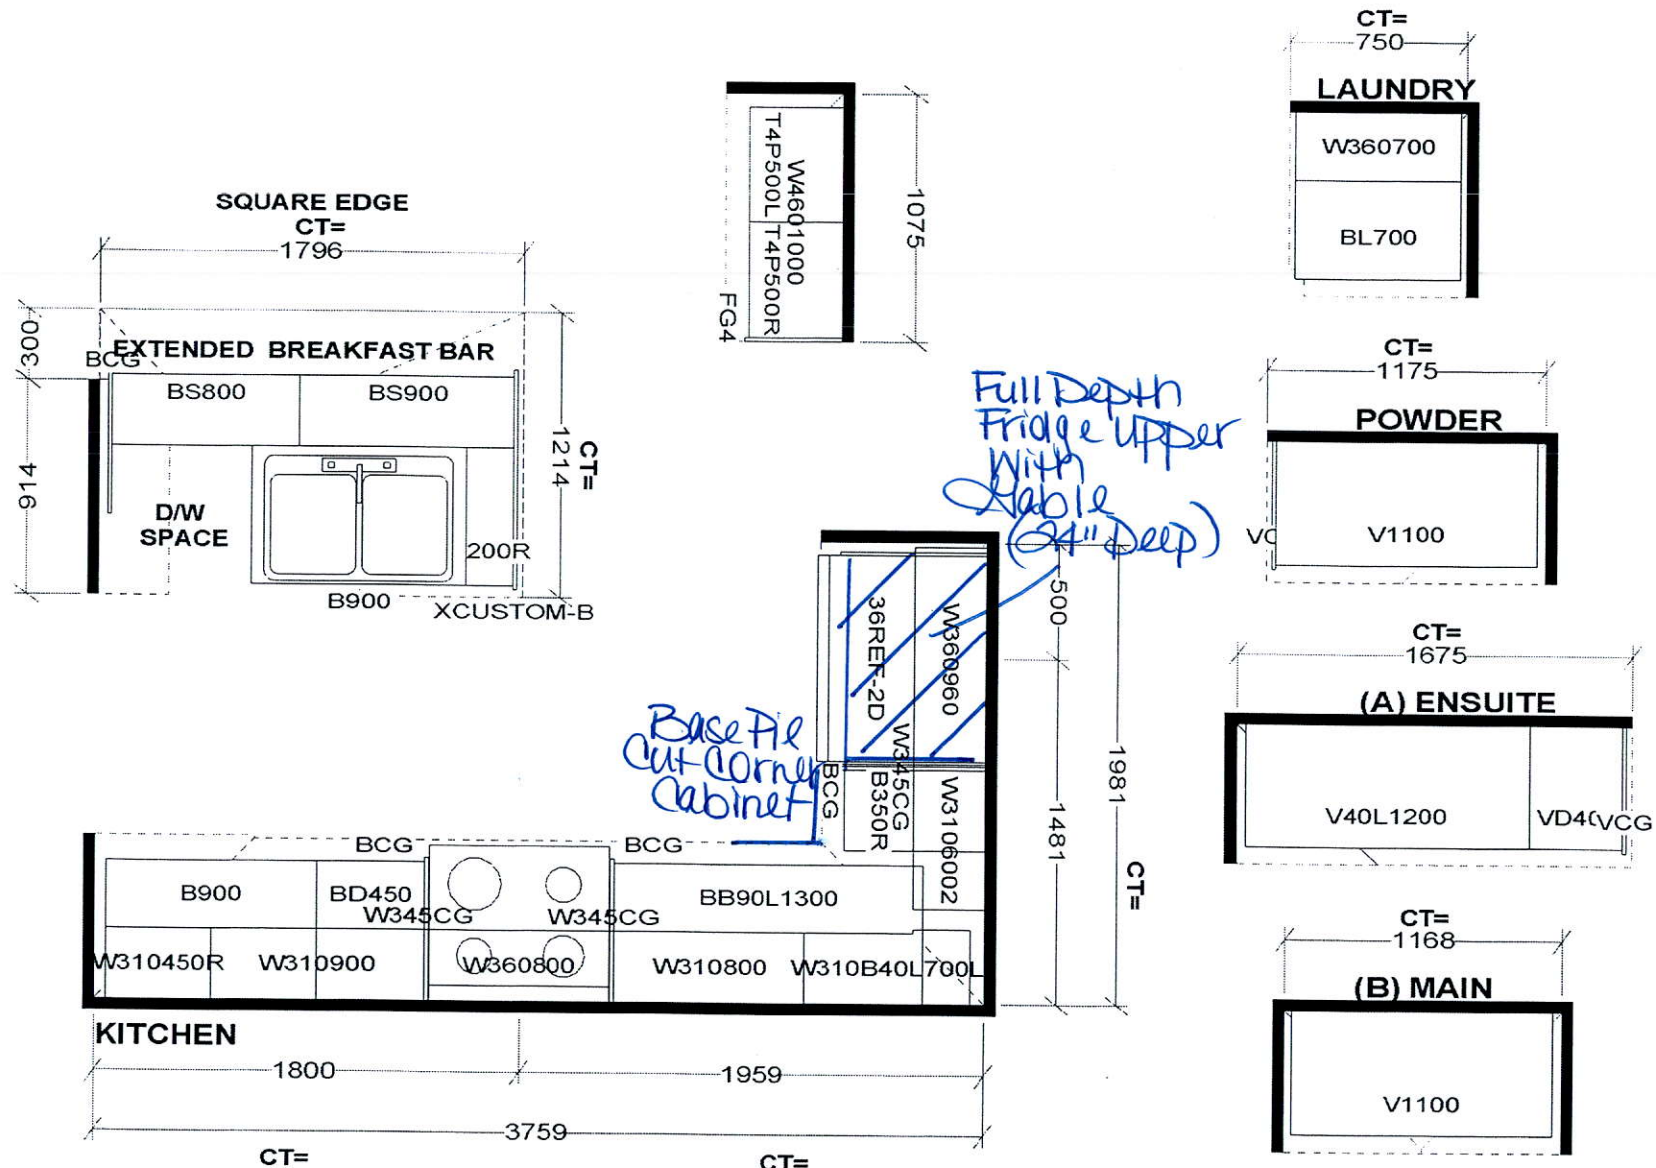 CT=
750
LAUNDRY
W360700
BL700
T4P500L T4P500R
W4601000
FG4
1075
SQUARE EDGE
CT=
1796
300
BCG
EXTENDED BREAKFAST BAR
BS800
BS900
914
D/W
SPACE
200R
B900
XCUSTOM-B
1214
CT=
CT=
1175
POWDER
V1100
Full Depth
Fridge Upper
With
Gable
(24" Deep)
36REF-2D
W360960
500
1981
1481
CT=
Base Pie
Cut Corner
Cabinet
BCG
W345CG
B350R
W3106002
BCG
BCG
B900
BD450
W345CG
W345CG
BB90L1300
W310450R
W310900
W360800
W310800
W310B40L700L
KITCHEN
1800
1959
3759
CT=
CT=
CT=
1675
(A) ENSUITE
V40L1200
VCG
CT=
1168
(B) MAIN
V1100